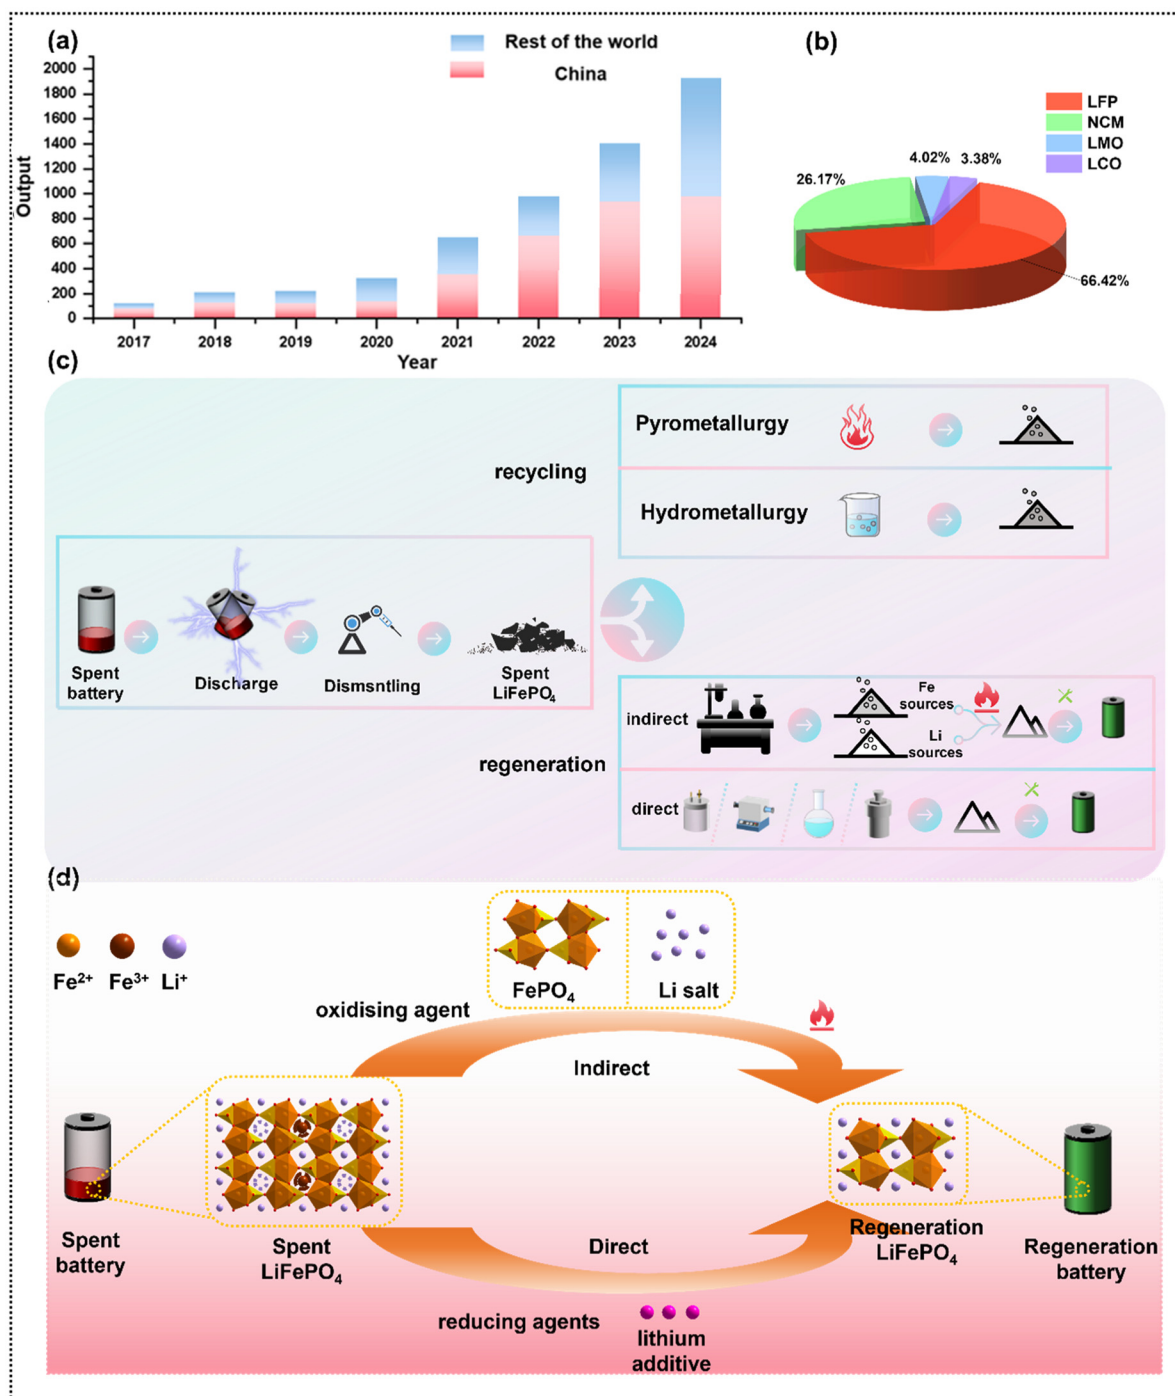 (a)
Rest of the world
China
2000
1800
1600
1400
1200
1000
800
600
400
200
0
Output
2017 2018 2019 2020 2021 2022 2023 2024
Year
(b)
LFP
NCM
LMO
LCO
4.02% 3.38%
26.17%
66.42%
(c)
Pyrometallurgy
recycling
Hydrometallurgy
Spent
battery
Discharge
Dismsntling
Spent
LiFePO₄
indirect
Fe
sources
Li
sources
regeneration
direct
(d)
Fe²⁺ Fe³⁺ Li⁺
FePO₄ Li salt
oxidising agent
Indirect
Spent
battery
Spent
LiFePO₄
Direct
Regeneration
LiFePO₄
Regeneration
battery
reducing agents
lithium
additive